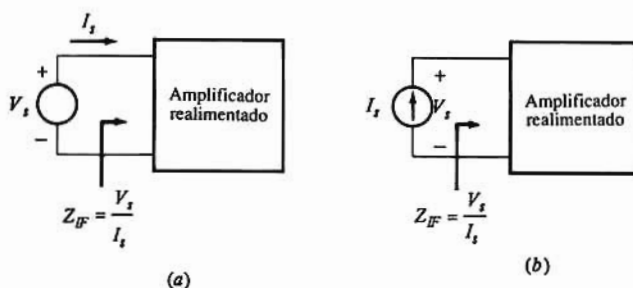 I_s
+
V_s
−
Amplificador
realimentado
Z_IF = V_s / I_s
(a)
+
I_s
V_s
−
Amplificador
realimentado
Z_IF = V_s / I_s
(b)